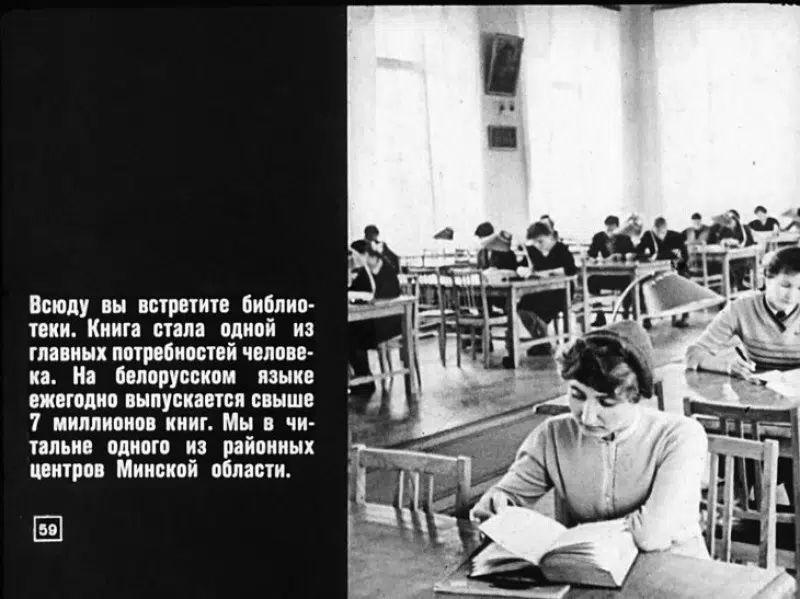 Всюду вы встретите библио-
теки. Книга стала одной из
главных потребностей челове-
ка. На белорусском языке
ежегодно выпускается свыше
7 миллионов книг. Мы в чи-
тальне одного из районных
центров Минской области.
59